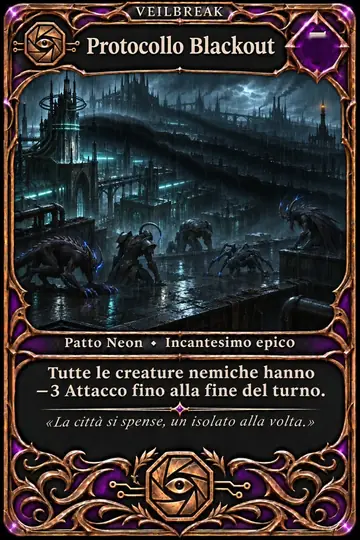 VEILBREAK
Protocollo Blackout
–
Patto Neon • Incantesimo epico
Tutte le creature nemiche hanno
−3 Attacco fino alla fine del turno.
«La città si spense, un isolato alla volta.»